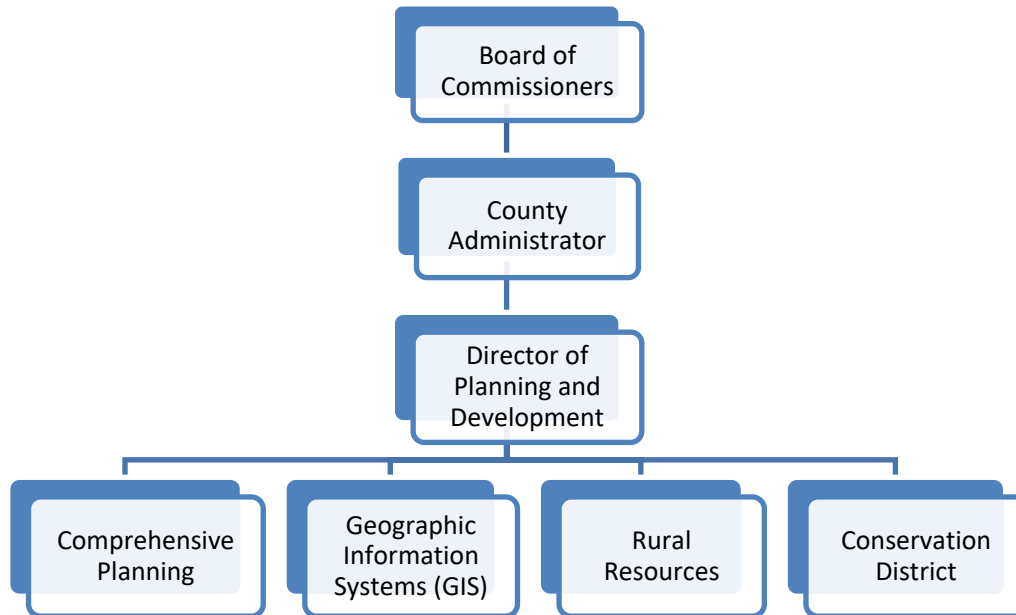 Board of
Commissioners
County
Administrator
Director of
Planning and
Development
Comprehensive
Planning
Geographic
Information
Systems (GIS)
Rural
Resources
Conservation
District